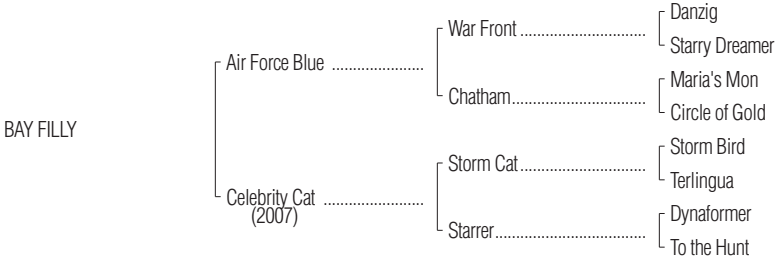 Danzig
War Front ..............................
Starry Dreamer
Air Force Blue ......................
Maria's Mon
Chatham................................
Circle of Gold
BAY FILLY
Storm Bird
Storm Cat ..............................
Terlingua
Celebrity Cat ........................
(2007)
Dynaformer
Starrer....................................
To the Hunt